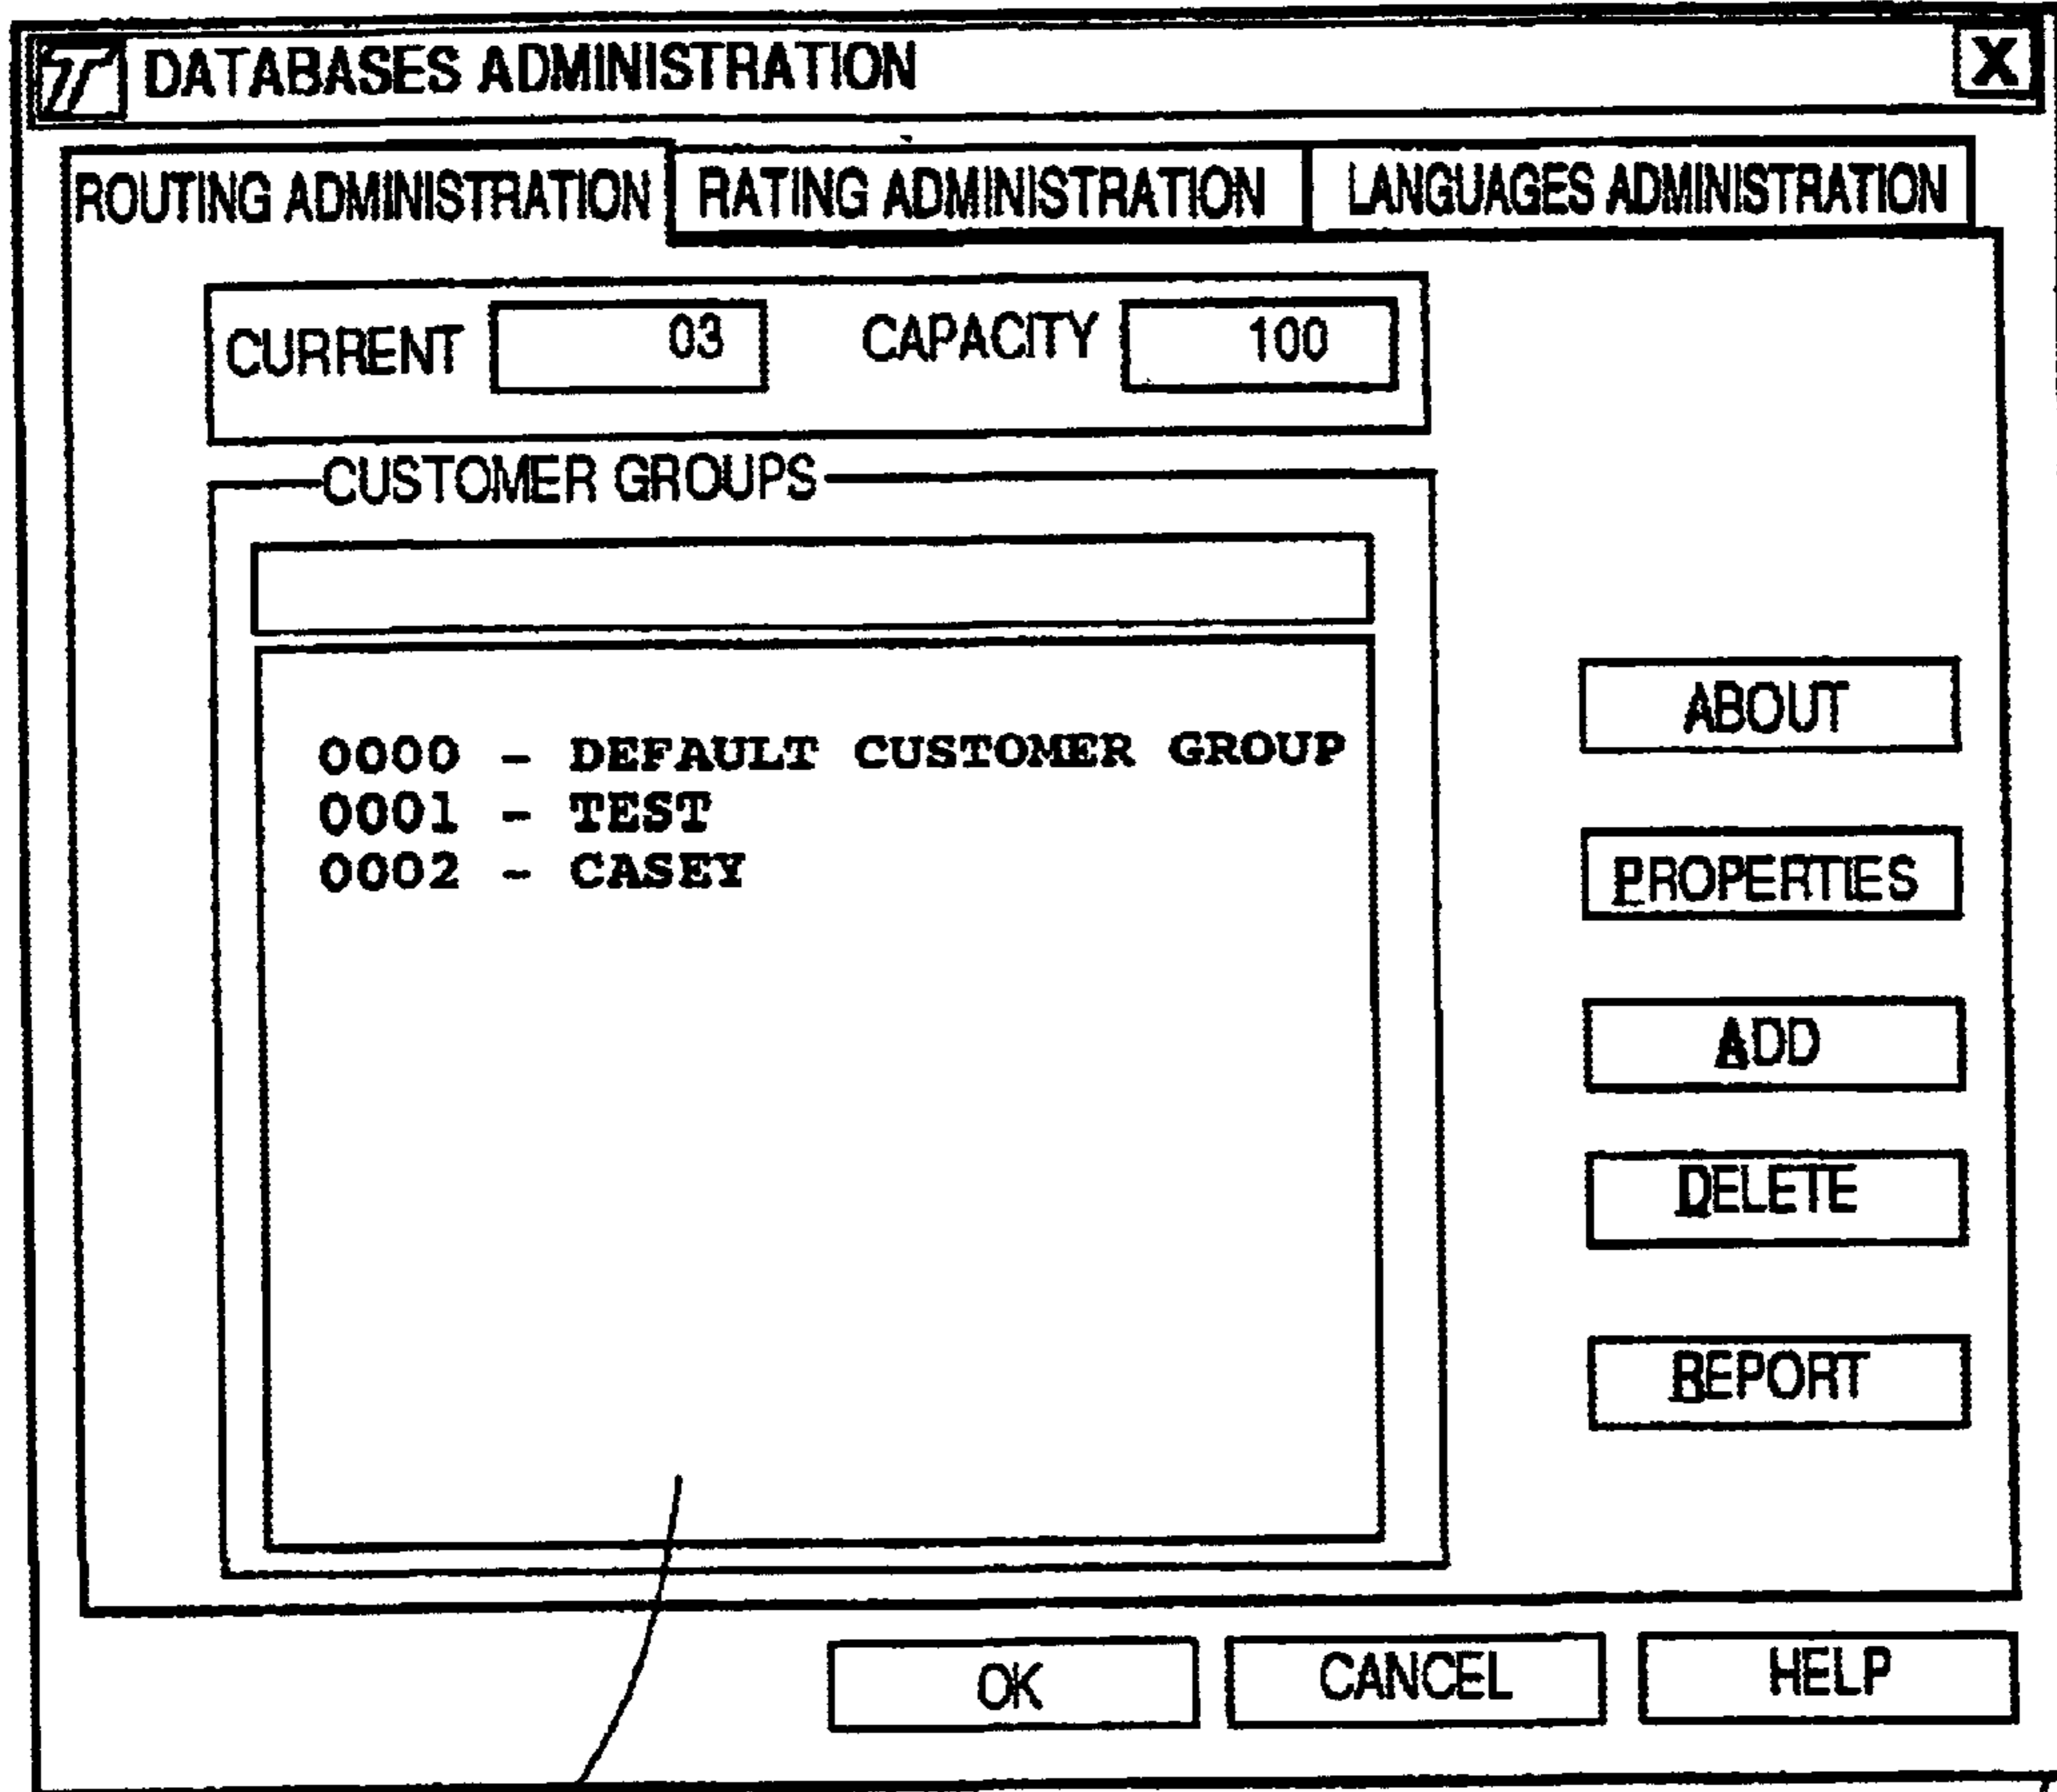 DATABASES ADMINISTRATION X
ROUTING ADMINISTRATION RATING ADMINISTRATION LANGUAGES ADMINISTRATION
CURRENT 03 CAPACITY 100
CUSTOMER GROUPS
0000 - DEFAULT CUSTOMER GROUP
0001 - TEST
0002 - CASEY
ABOUT
PROPERTIES
ADD
DELETE
REPORT
OK CANCEL HELP